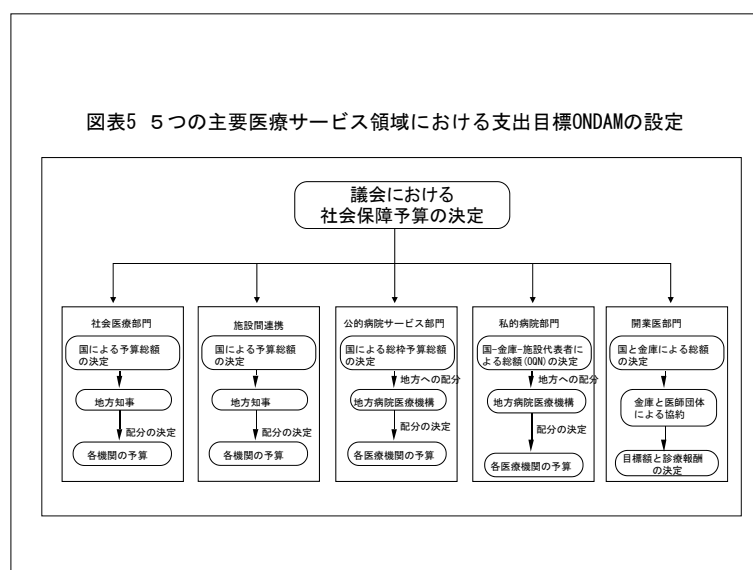 図表5 ５つの主要医療サービス領域における支出目標ONDAMの設定
議会における
社会保障予算の決定
社会医療部門
国による予算総額
の決定
地方知事
配分の決定
各機関の予算
施設間連携
国による予算総額
の決定
地方知事
配分の決定
各機関の予算
公的病院サービス部門
国による総枠予算総額
の決定
地方への配分
地方病院医療機構
配分の決定
各医療機関の予算
私的病院部門
国-金庫-施設代表者に
よる総額(OQN)の決定
地方への配分
地方病院医療機構
配分の決定
各医療機関の予算
開業医部門
国と金庫による総額
の決定
金庫と医師団体
による協約
目標額と診療報酬
の決定